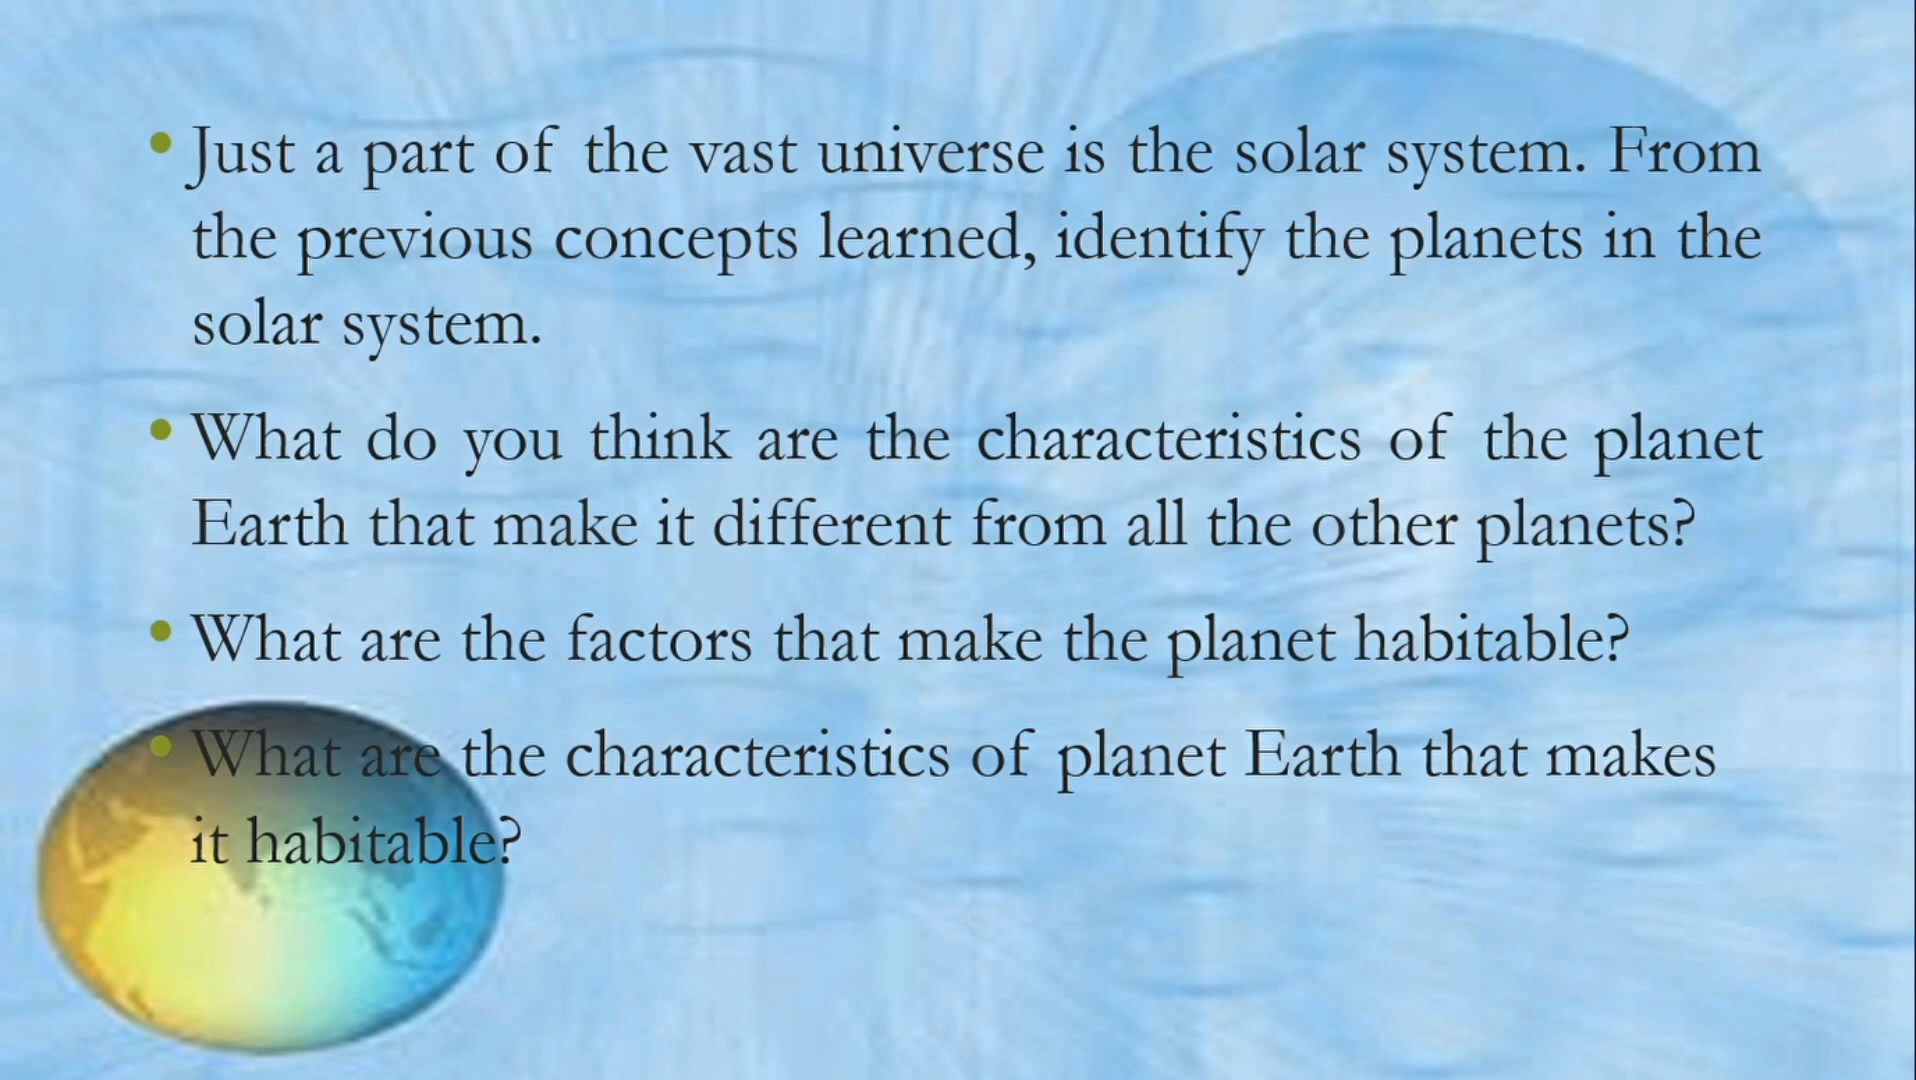 • Just a part of the vast universe is the solar system. From
the previous concepts learned, identify the planets in the
solar system.
• What do you think are the characteristics of the planet
Earth that make it different from all the other planets?
• What are the factors that make the planet habitable?
• What are the characteristics of planet Earth that makes
it habitable?